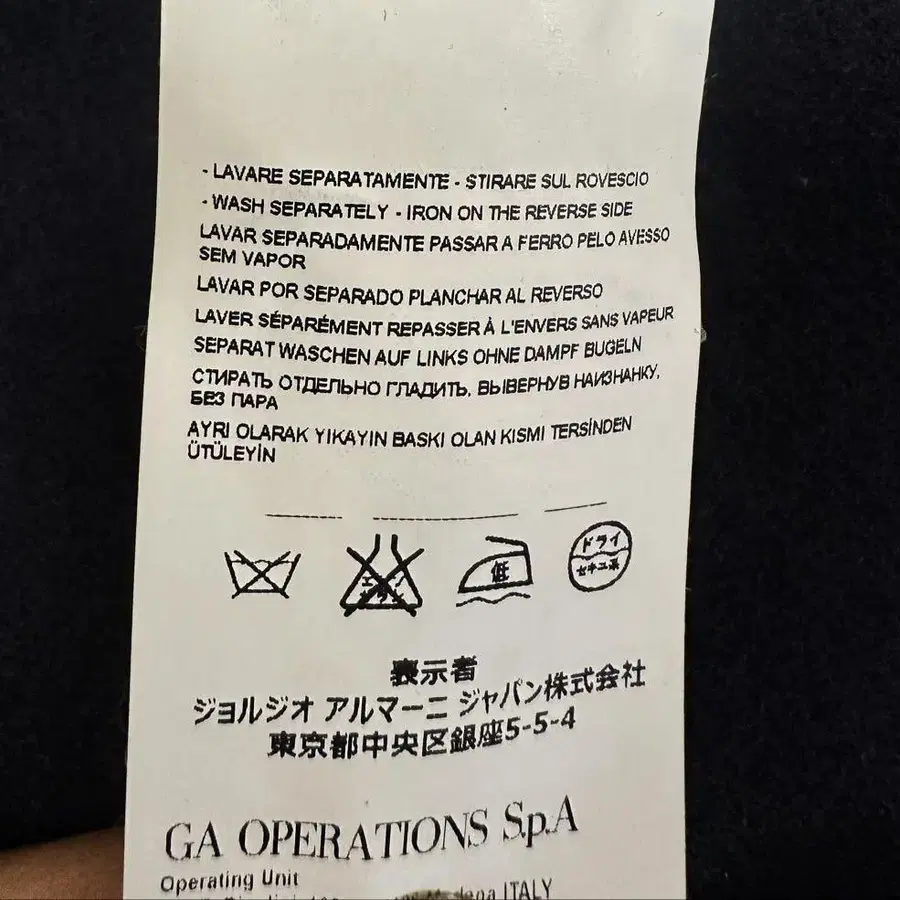 - LAVARE SEPARATAMENTE - STIRARE SUL ROVESCIO
- WASH SEPARATELY - IRON ON THE REVERSE SIDE
LAVAR SEPARADAMENTE PASSAR A FERRO PELO AVESSO
SEM VAPOR
LAVAR POR SEPARADO PLANCHAR AL REVERSO
LAVER SÉPARÉMENT REPASSER À L'ENVERS SANS VAPEUR
SEPARAT WASCHEN AUF LINKS OHNE DAMPF BUGELN
СТИРАТЬ ОТДЕЛЬНО ГЛАДИТЬ, ВЫВЕРНУВ НАИЗНАНКУ,
БЕЗ ПАРА
AYRI OLARAK YIKAYIN BASKI OLAN KISMI TERSİNDEN
ÜTÜLEYİN
低
ドライ
セキユ系
表示者
ジョルジオ アルマーニ ジャパン株式会社
東京都中央区銀座5-5-4
GA OPERATIONS S.p.A
Operating Unit
ITALY